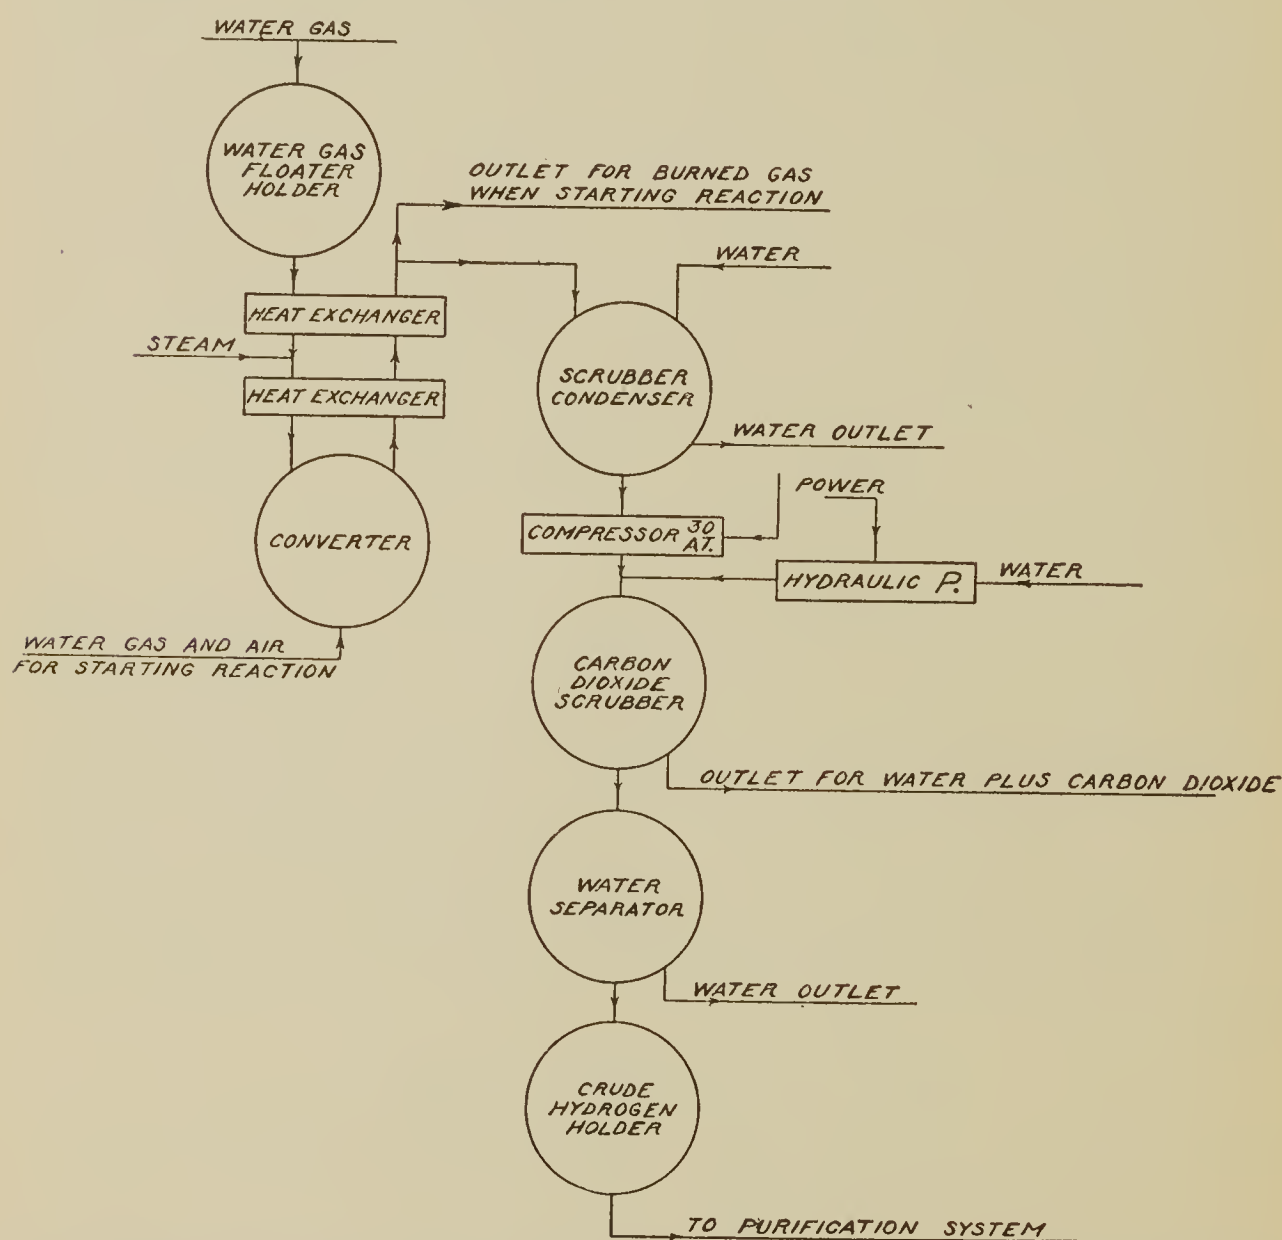 WATER GAS
WATER GAS
FLOATER
HOLDER
OUTLET FOR BURNED GAS
WHEN STARTING REACTION
WATER
HEAT EXCHANGER
STEAM
HEAT EXCHANGER
SCRUBBER
CONDENSER
WATER OUTLET
POWER
CONVERTER
COMPRESSOR 30
AT.
HYDRAULIC P.
WATER
WATER GAS AND AIR
FOR STARTING REACTION
CARBON
DIOXIDE
SCRUBBER
OUTLET FOR WATER PLUS CARBON DIOXIDE
WATER
SEPARATOR
WATER OUTLET
CRUDE
HYDROGEN
HOLDER
TO PURIFICATION SYSTEM